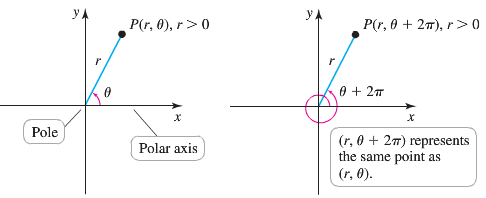 y
P(r, θ), r > 0
r
θ
x
Pole
Polar axis
y
P(r, θ + 2π), r > 0
r
θ + 2π
x
(r, θ + 2π) represents
the same point as
(r, θ).